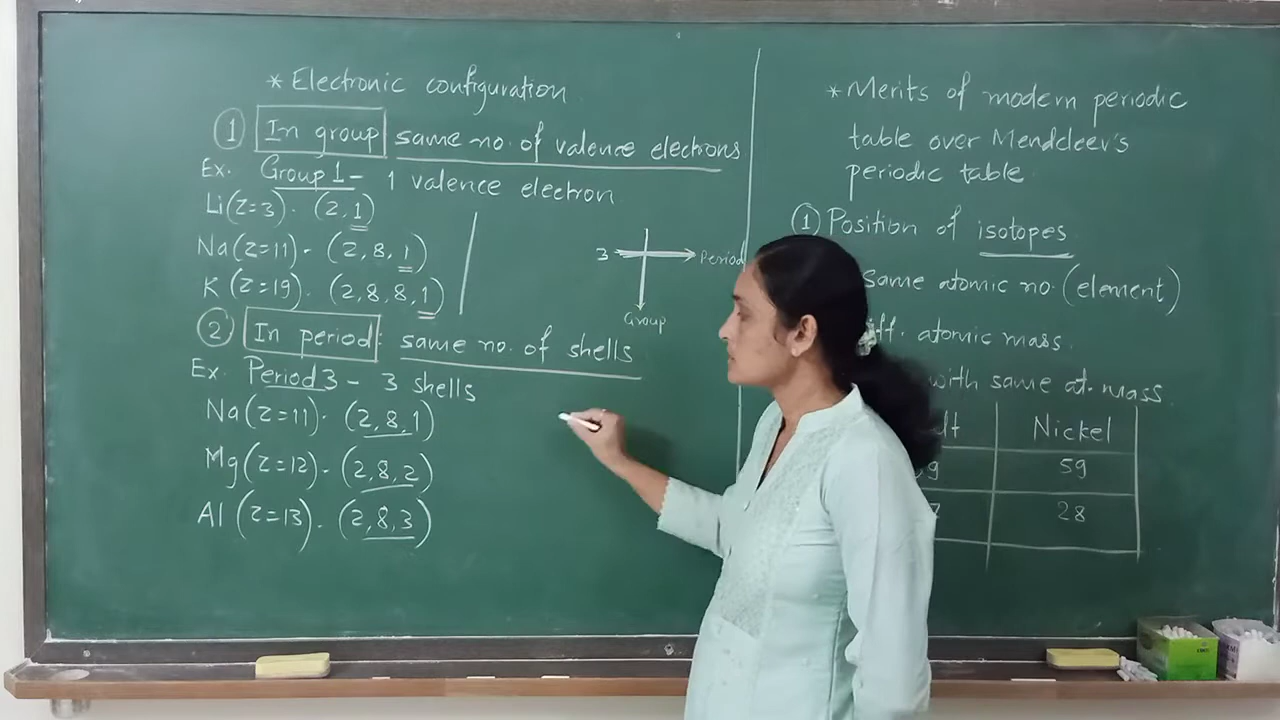 * Electronic configuration
① In group same no. of valence electrons
Ex. Group 1 - 1 valence electron
Li (Z=3). (2,1)
Na (Z=11) - (2,8,1)
K (Z=19). (2,8,8,1)
3 Period
Group
② In period: same no. of shells
Ex. Period 3 - 3 shells
Na (Z=11). (2,8,1)
Mg (Z=12). (2,8,2)
Al (Z=13). (2,8,3)
* Merits of modern periodic
table over Mendeleev's
periodic table
① Position of isotopes
same atomic no. (element)
atomic mass.
with same at. mass
Nickel
59
28